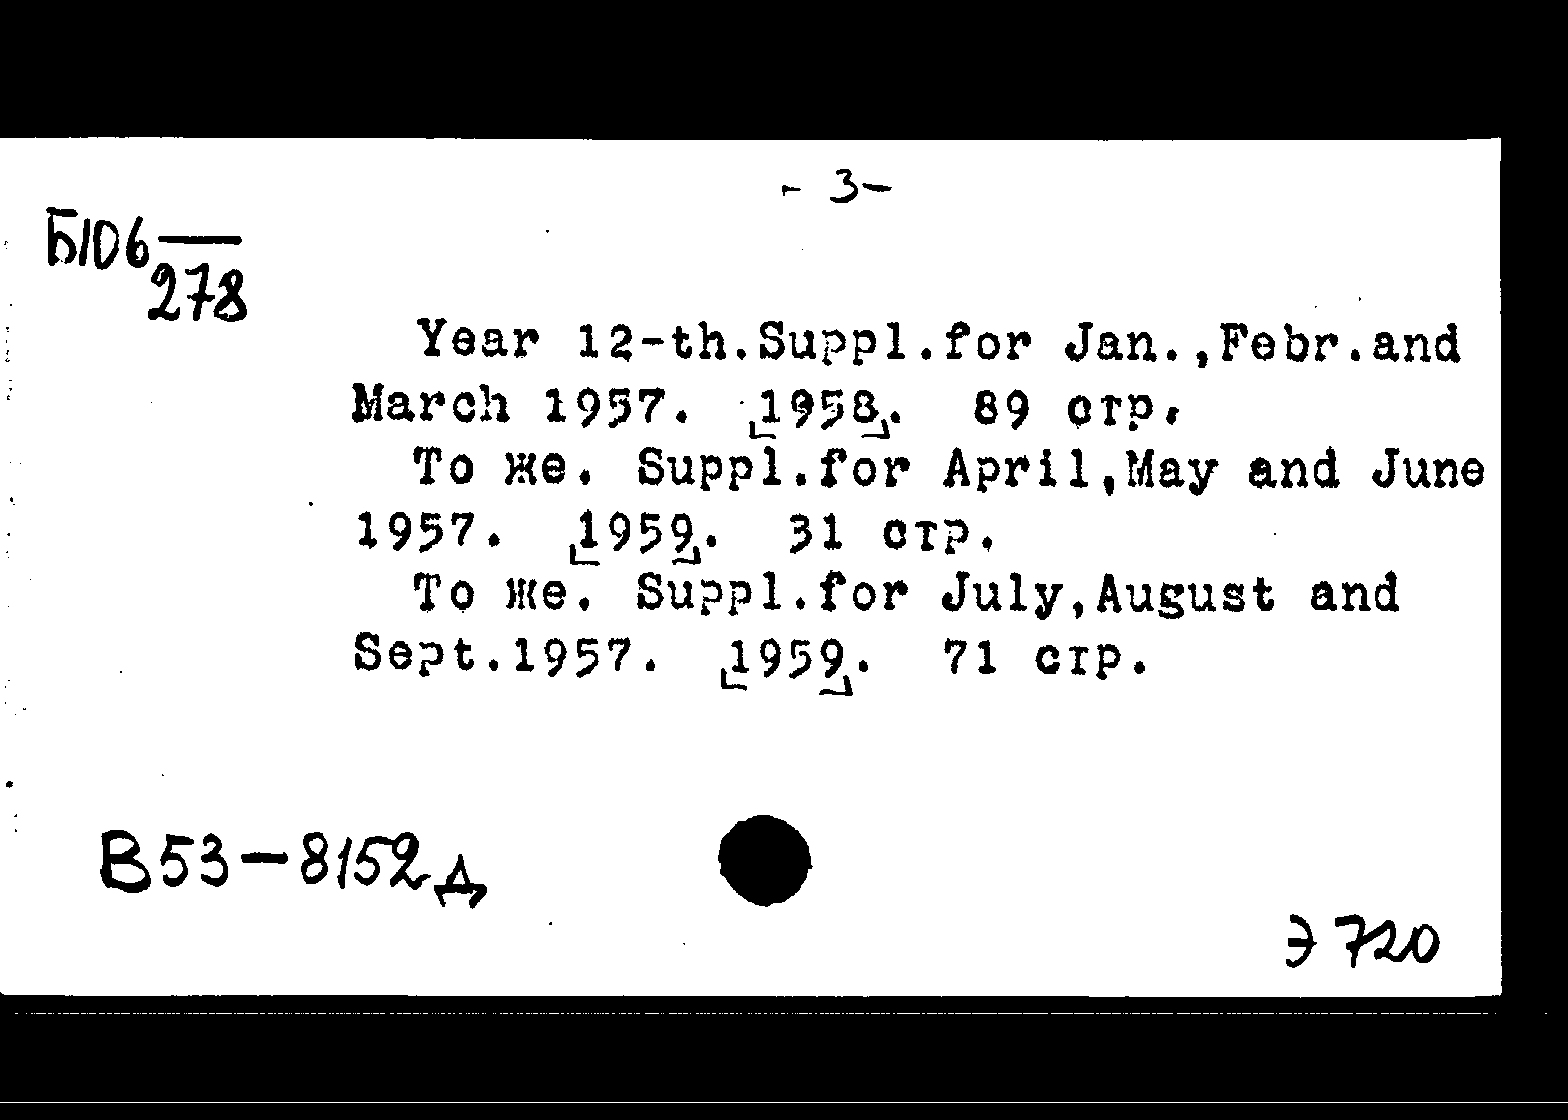 - 3-
Б106
278
Year 12-th.Suppl.for Jan.,Febr.and
March 1957. [1958]. 89 стр.
То же. Suppl.for April,May and June
1957. [1959]. 31 стр.
То же. Suppl.for July,August and
Sept.1957. [1959]. 71 стр.
В53-8152д
Э 720